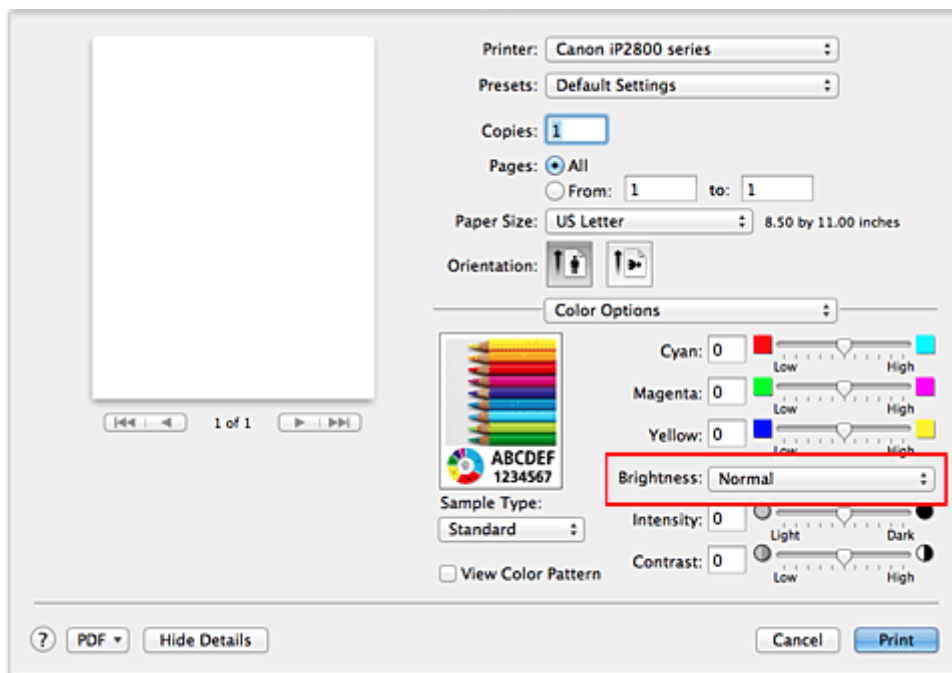 Printer: Canon iP2800 series
Presets: Default Settings
Copies: 1
Pages: All
From: 1 to: 1
Paper Size: US Letter 8.50 by 11.00 inches
Orientation:
Color Options
1 of 1
ABCDEF
1234567
Sample Type:
Standard
View Color Pattern
Cyan: 0
Low High
Magenta: 0
Low High
Yellow: 0
Low High
Brightness: Normal
Intensity: 0
Light Dark
Contrast: 0
Low High
? PDF Hide Details Cancel Print